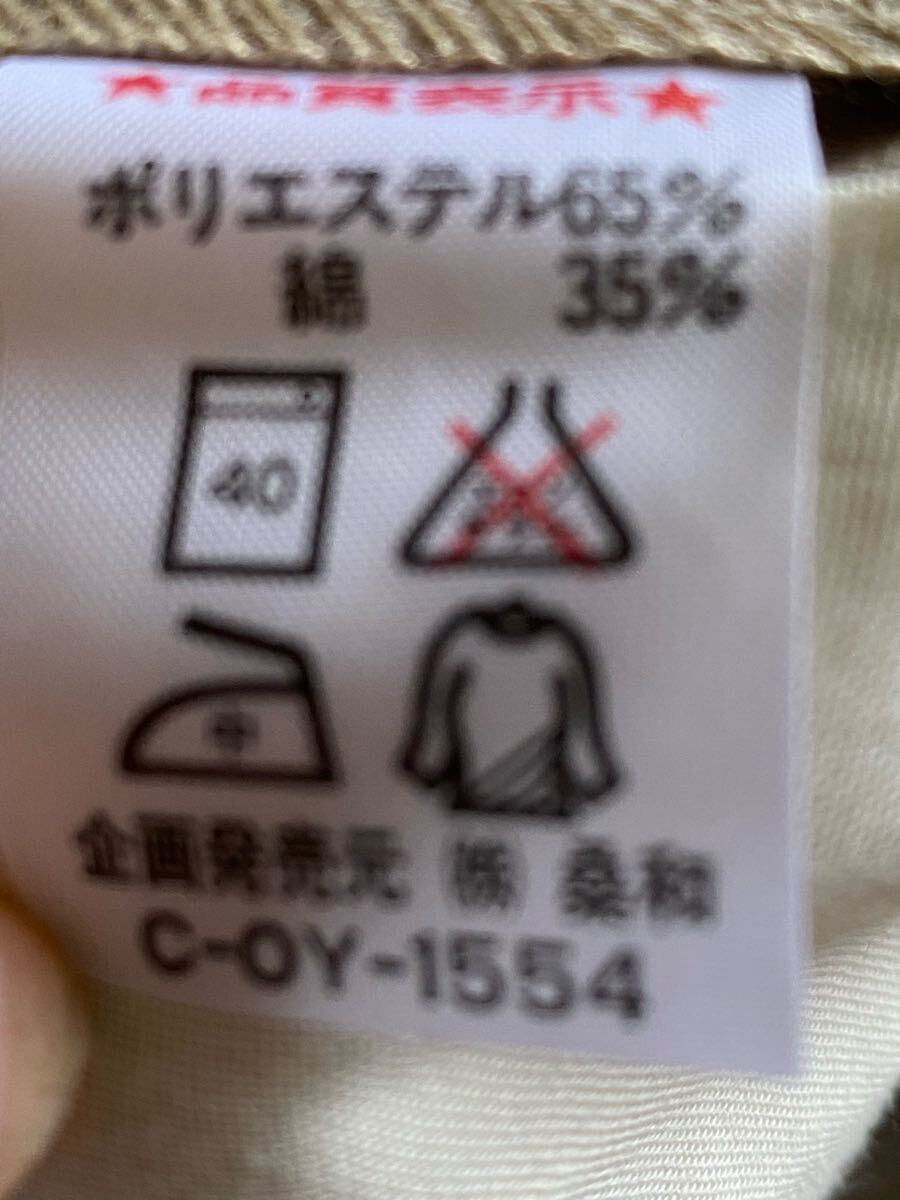 ★品質表示★
ポリエステル65%
綿 35%
40
中
企画発売元 ㈱ 桑和
C-OY-1554